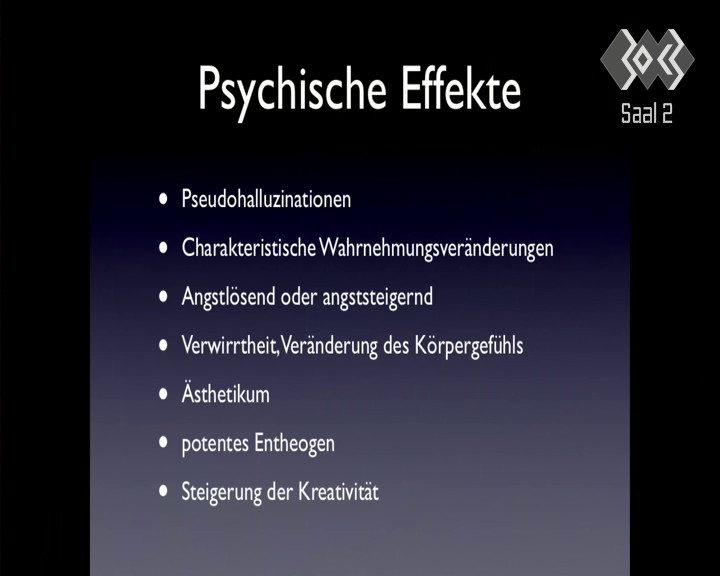 Psychische Effekte
Saal 2
Pseudohalluzinationen
Charakteristische Wahrnehmungsveränderungen
Angstlösend oder angststeigernd
Verwirrtheit, Veränderung des Körpergefühls
Ästhetikum
potentes Entheogen
Steigerung der Kreativität